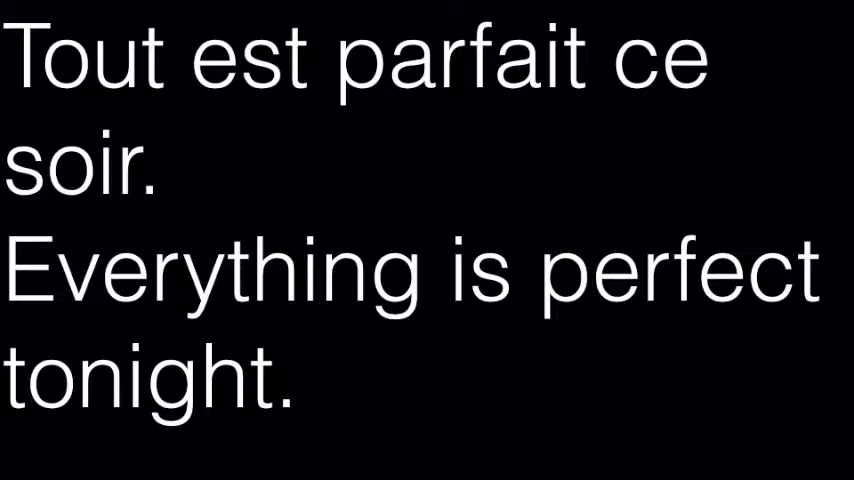 Tout est parfait ce
soir.
Everything is perfect
tonight.